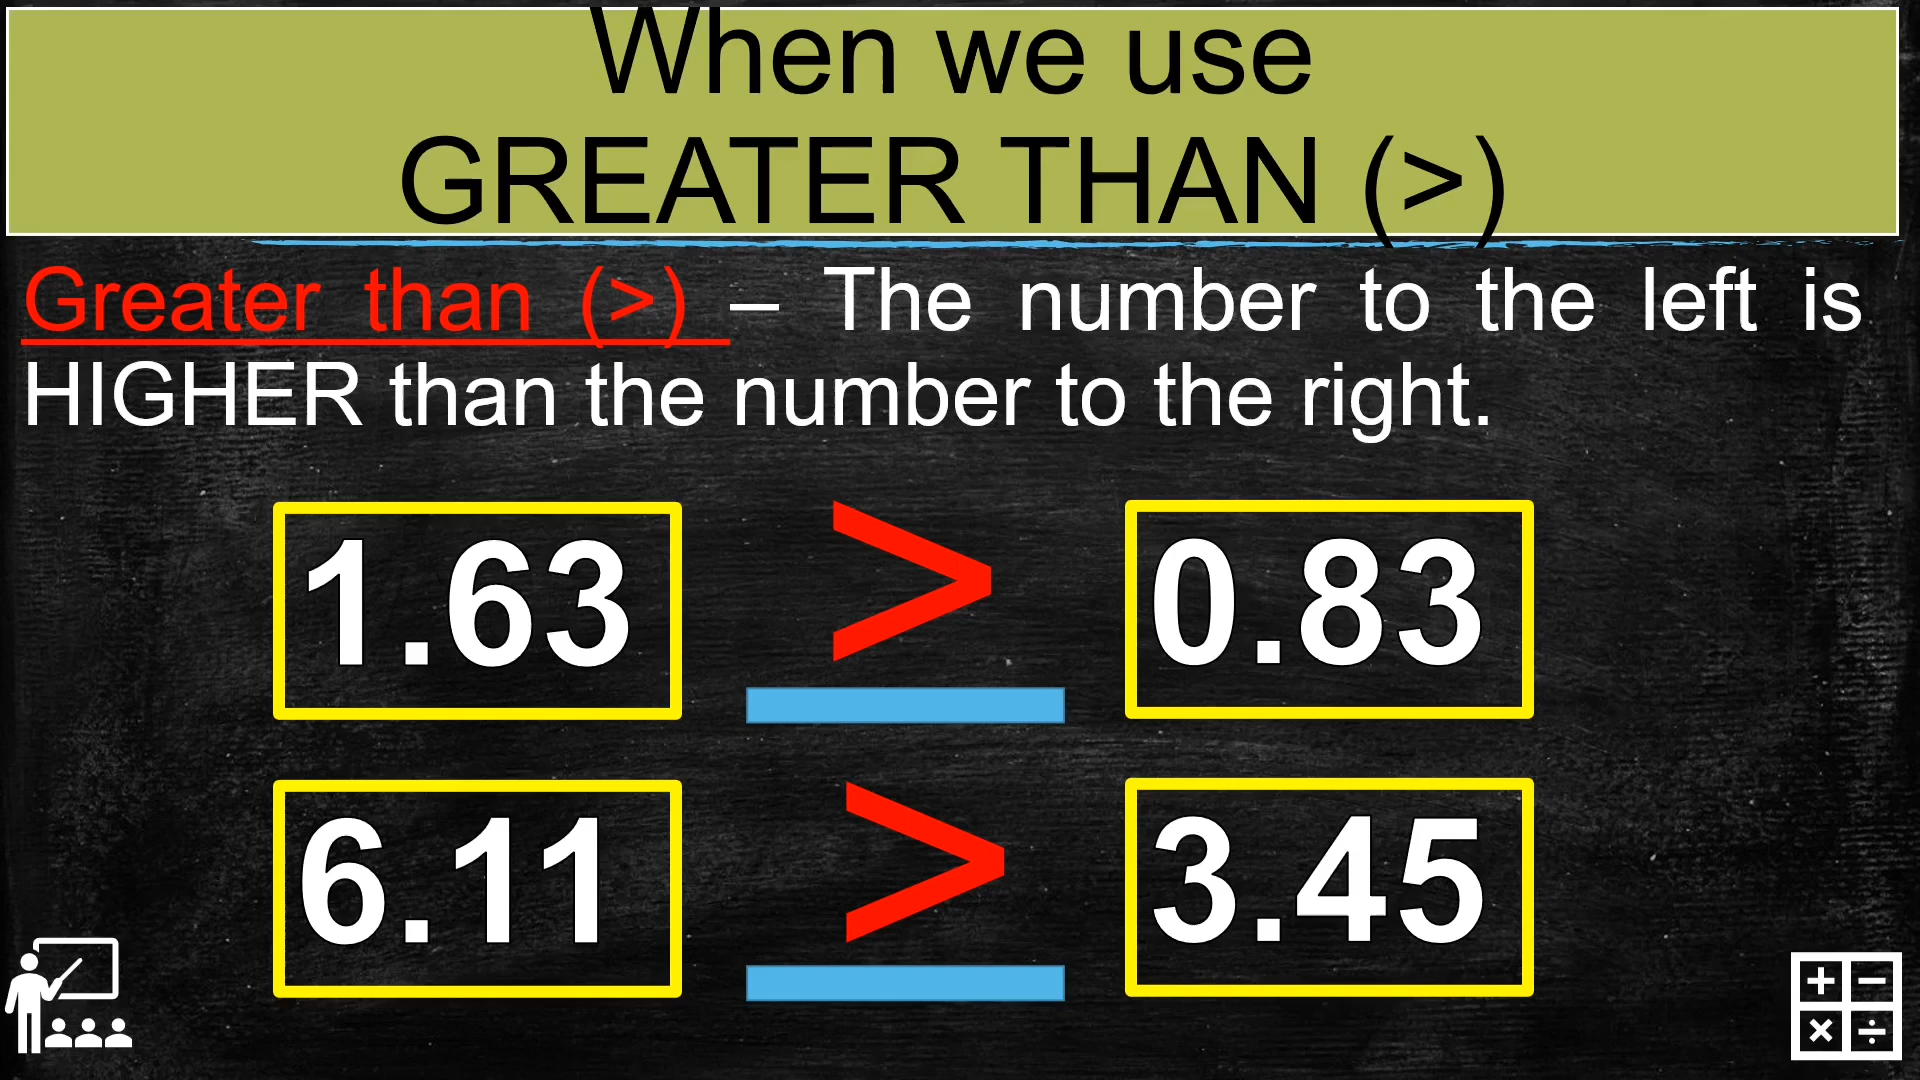 When we use
GREATER THAN (>)
Greater than (>) – The number to the left is
HIGHER than the number to the right.
1.63 > 0.83
6.11 > 3.45
+ −
× ÷